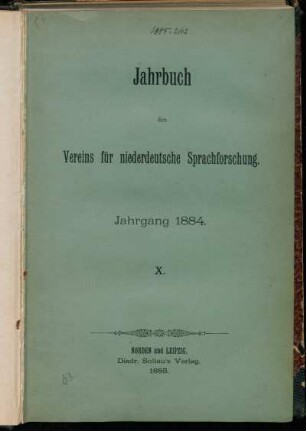 Jahrbuch
des
Vereins für niederdeutsche Sprachforschung.
Jahrgang 1884.
X.
NORDEN und LEIPZIG.
Diedr. Soltau's Verlag.
1885.